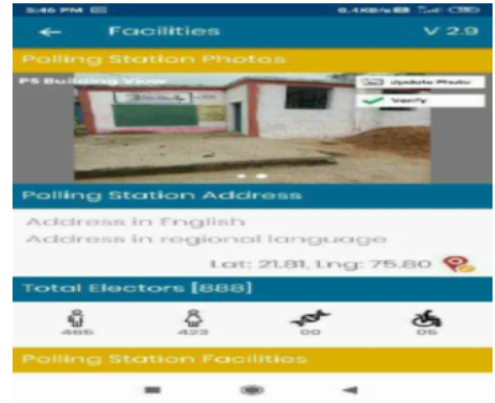 5:46 PM
← Facilities V 2.9
Polling Station Photos
PS Building View
Update Photo
Verify
Polling Station Address
Address in English
Address in regional language
Lat: 21.81, Lng: 75.80
Total Electors [888]
465 423 00 05
Polling Station Facilities